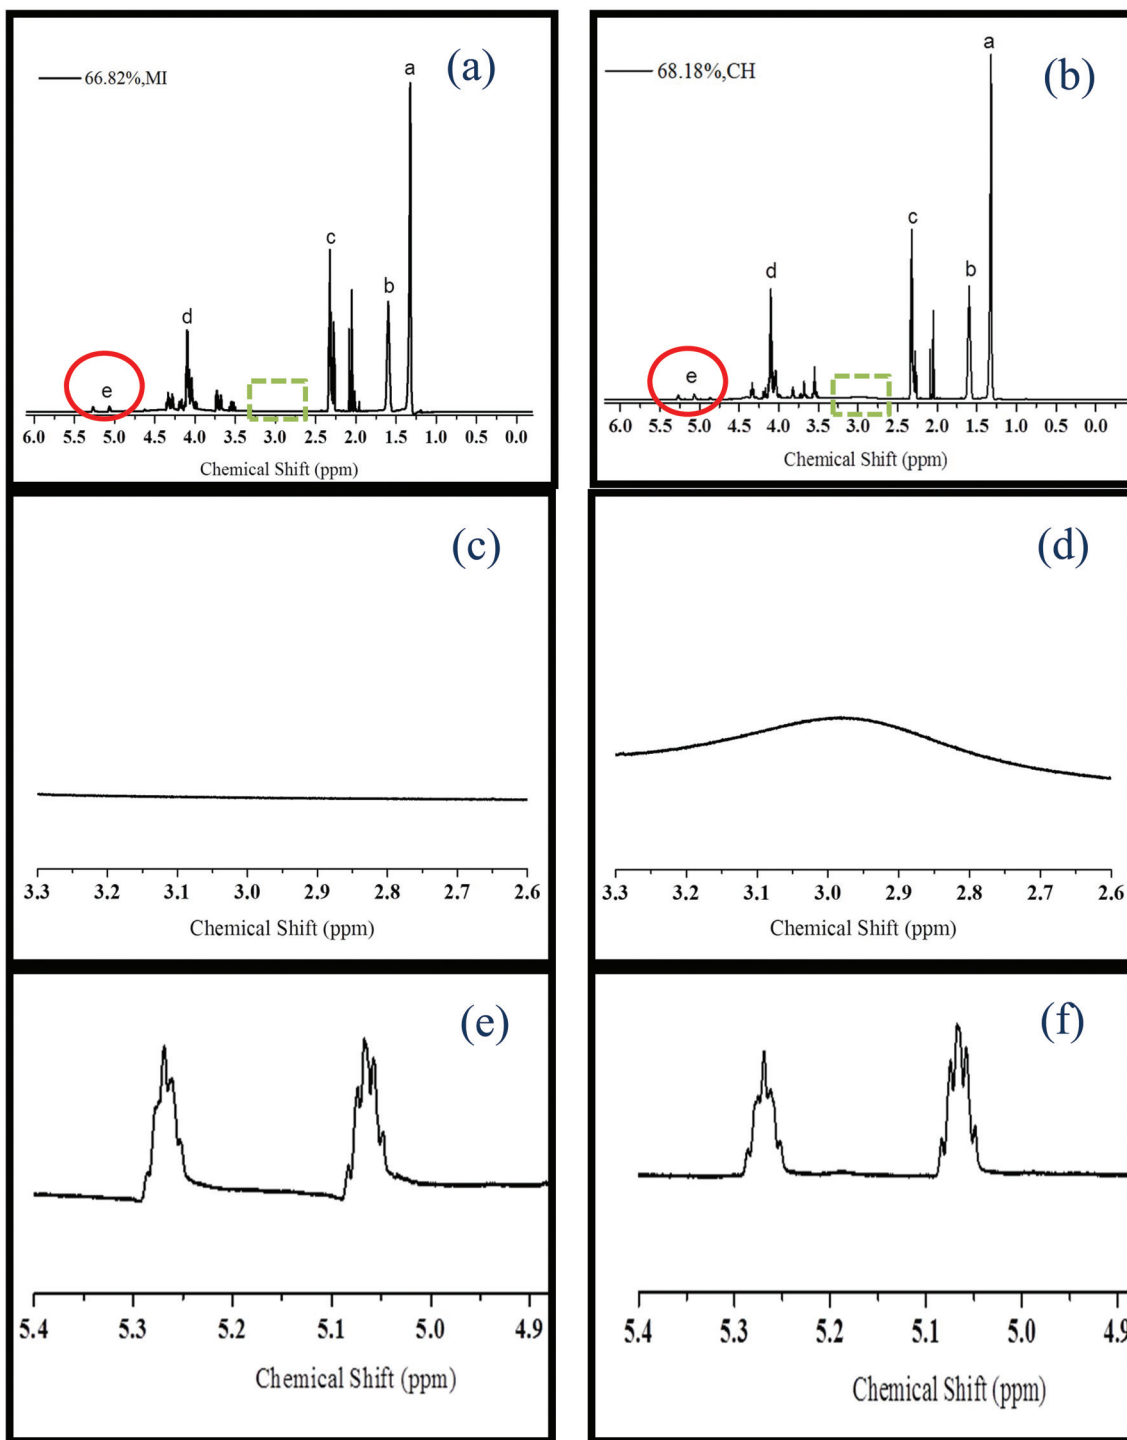 66.82%,MI
(a)
a
c
b
d
e
6.0 5.5 5.0 4.5 4.0 3.5 3.0 2.5 2.0 1.5 1.0 0.5 0.0
Chemical Shift (ppm)
68.18%,CH
(b)
a
c
b
d
e
6.0 5.5 5.0 4.5 4.0 3.5 3.0 2.5 2.0 1.5 1.0 0.0
Chemical Shift (ppm)
(c)
3.3 3.2 3.1 3.0 2.9 2.8 2.7 2.6
Chemical Shift (ppm)
(d)
3.3 3.2 3.1 3.0 2.9 2.8 2.7 2.6
Chemical Shift (ppm)
(e)
5.4 5.3 5.2 5.1 5.0 4.9
Chemical Shift (ppm)
(f)
5.4 5.3 5.2 5.1 5.0 4.9
Chemical Shift (ppm)